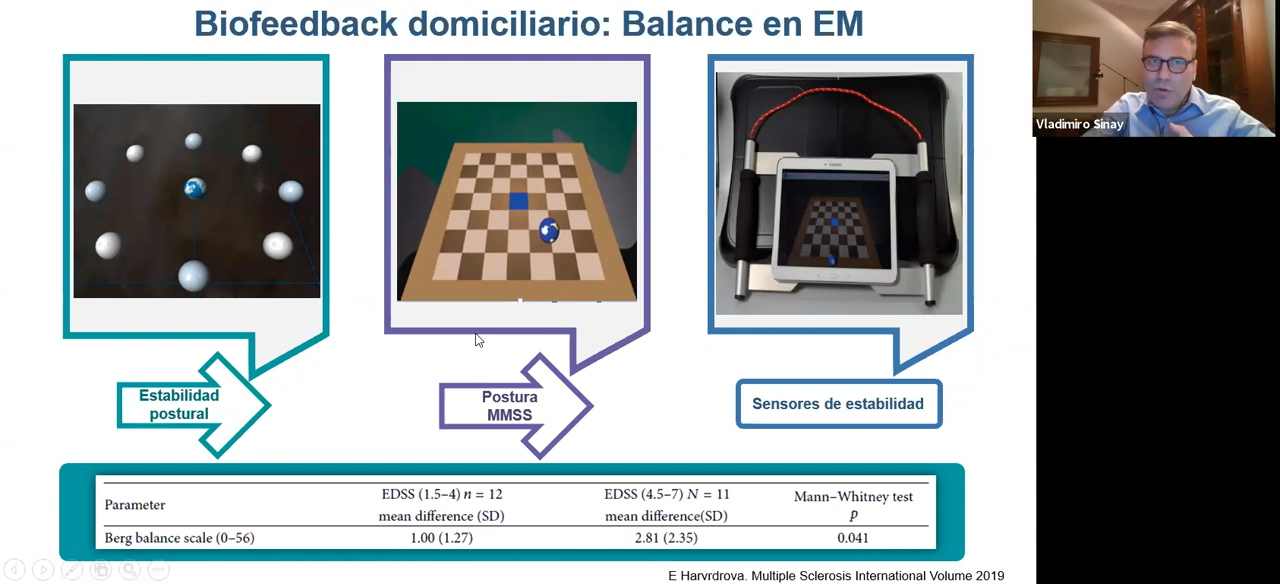 Biofeedback domiciliario: Balance en EM
Vladimiro Sinay
Estabilidad
postural
Postura
MMSS
Sensores de estabilidad
Parameter
EDSS (1.5–4) n = 12
mean difference (SD)
EDSS (4.5–7) N = 11
mean difference(SD)
Mann–Whitney test
p
Berg balance scale (0–56) 1.00 (1.27) 2.81 (2.35) 0.041
E Harvrdrova. Multiple Sclerosis International Volume 2019